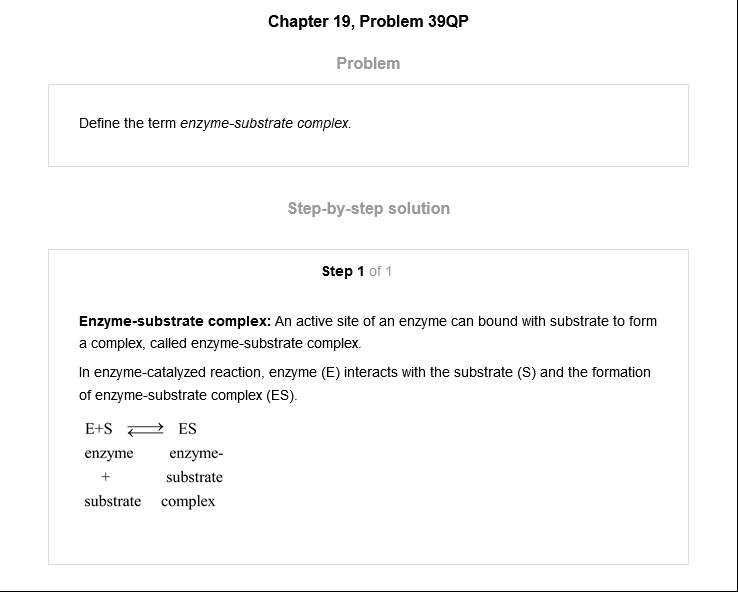 Chapter 19, Problem 39QP
Problem
Define the term enzyme-substrate complex.
Step-by-step solution
Step 1 of 1
Enzyme-substrate complex: An active site of an enzyme can bound with substrate to form
a complex, called enzyme-substrate complex.
In enzyme-catalyzed reaction, enzyme (E) interacts with the substrate (S) and the formation
of enzyme-substrate complex (ES).
E+S ⇌ ES
enzyme enzyme-
+ substrate
substrate complex